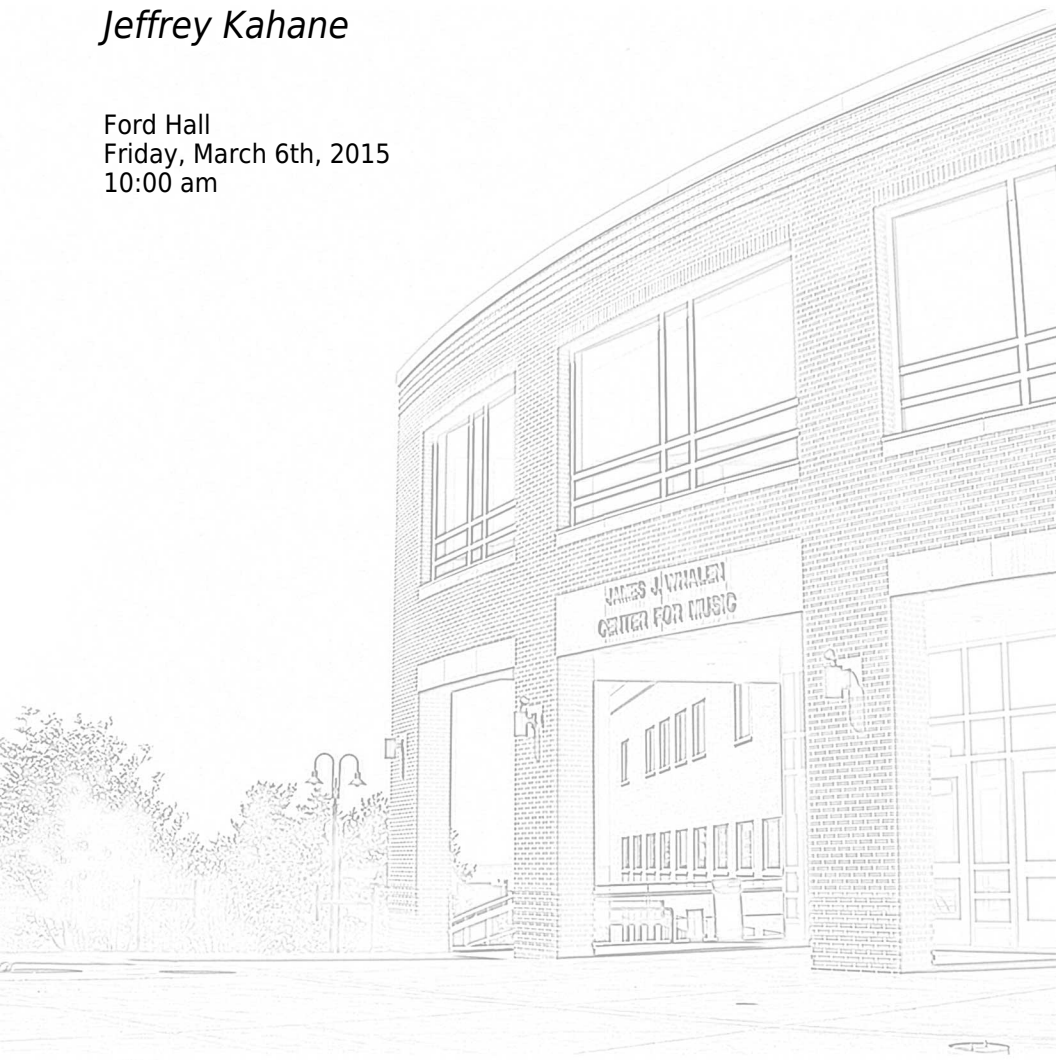 Jeffrey Kahane
Ford Hall
Friday, March 6th, 2015
10:00 am
JAMES J. WHALEN
CENTER FOR MUSIC